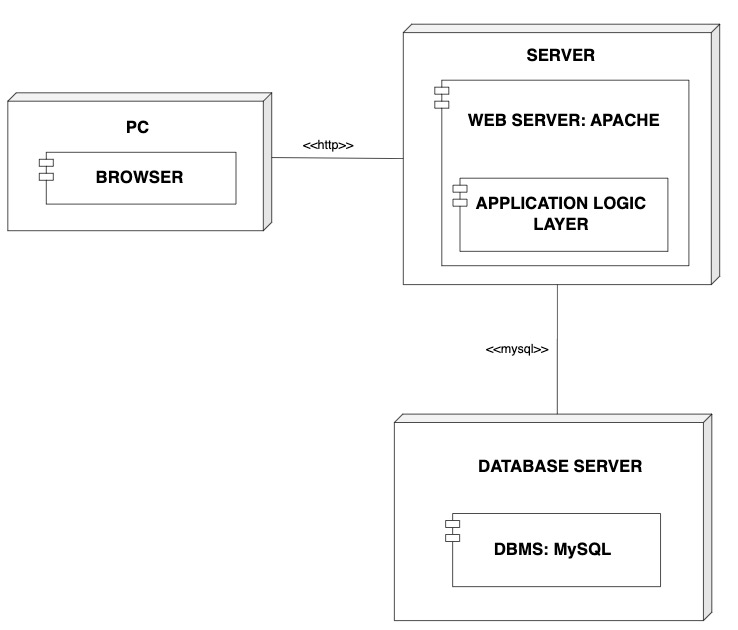 SERVER
WEB SERVER: APACHE
PC
<<http>>
BROWSER
APPLICATION LOGIC
LAYER
<<mysql>>
DATABASE SERVER
DBMS: MySQL